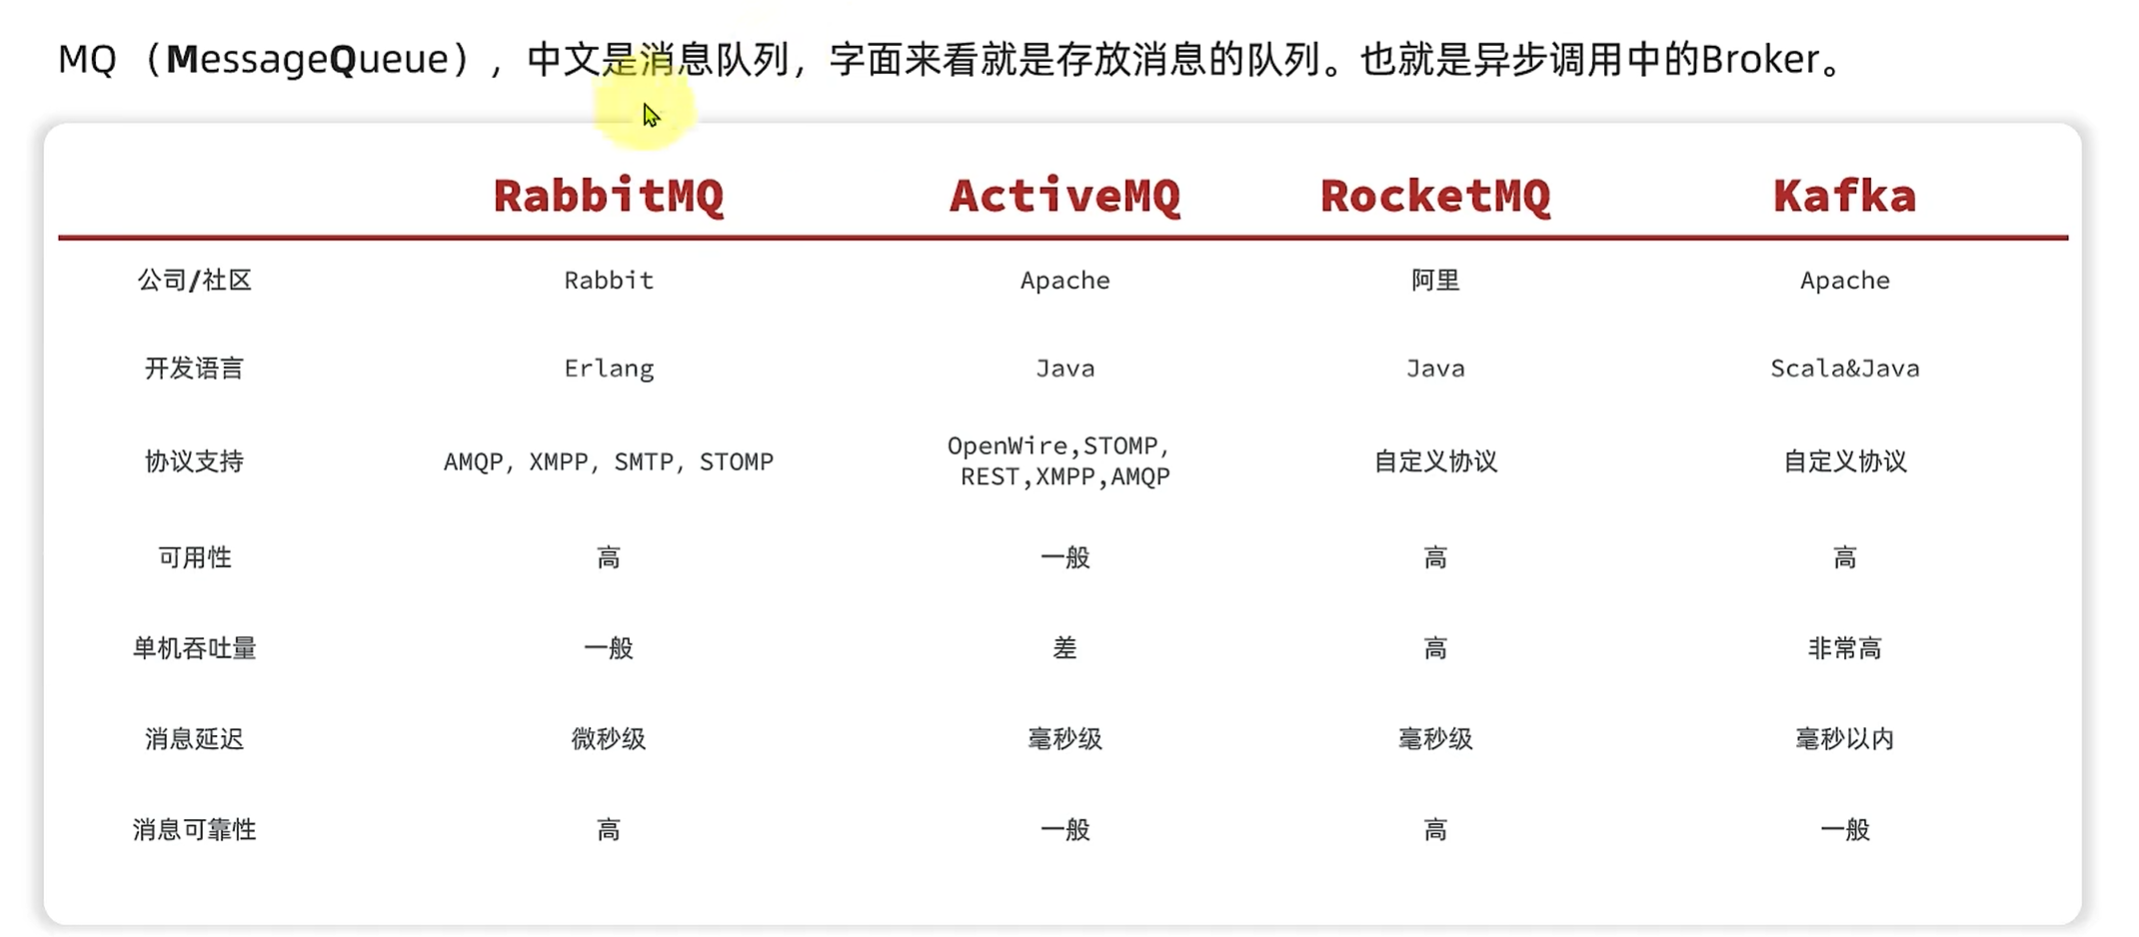 MQ（MessageQueue），中文是消息队列，字面来看就是存放消息的队列。也就是异步调用中的Broker。
RabbitMQ ActiveMQ RocketMQ Kafka
公司/社区 Rabbit Apache 阿里 Apache
开发语言 Erlang Java Java Scala&Java
协议支持 AMQP, XMPP, SMTP, STOMP OpenWire,STOMP, 自定义协议 自定义协议
REST,XMPP,AMQP
可用性 高 一般 高 高
单机吞吐量 一般 差 高 非常高
消息延迟 微秒级 毫秒级 毫秒级 毫秒以内
消息可靠性 高 一般 高 一般